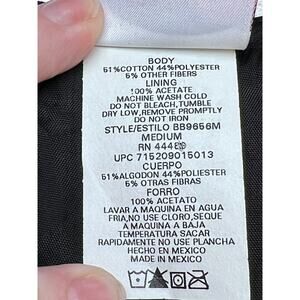 BODY
51%COTTON 44%POLYESTER
5% OTHER FIBERS
LINING
100% ACETATE
MACHINE WASH COLD
DO NOT BLEACH,TUMBLE
DRY LOW,REMOVE PROMPTLY
DO NOT IRON
STYLE/ESTILO BB9656M
MEDIUM
RN
UPC 715209015013
CUERPO
51%ALGODON 44%POLYESTER
5% OTRAS FIBRAS
FORRO
100% ACETATO
LAVAR A MAQUINA EN AGUA
FRIA,NO USE CLORO,SEQUE
A MAQUINA A BAJA
TEMPERATURA SACAR
RAPIDAMENTE NO USE PLANCHA
HECHO EN MEXICO
MADE IN MEXICO